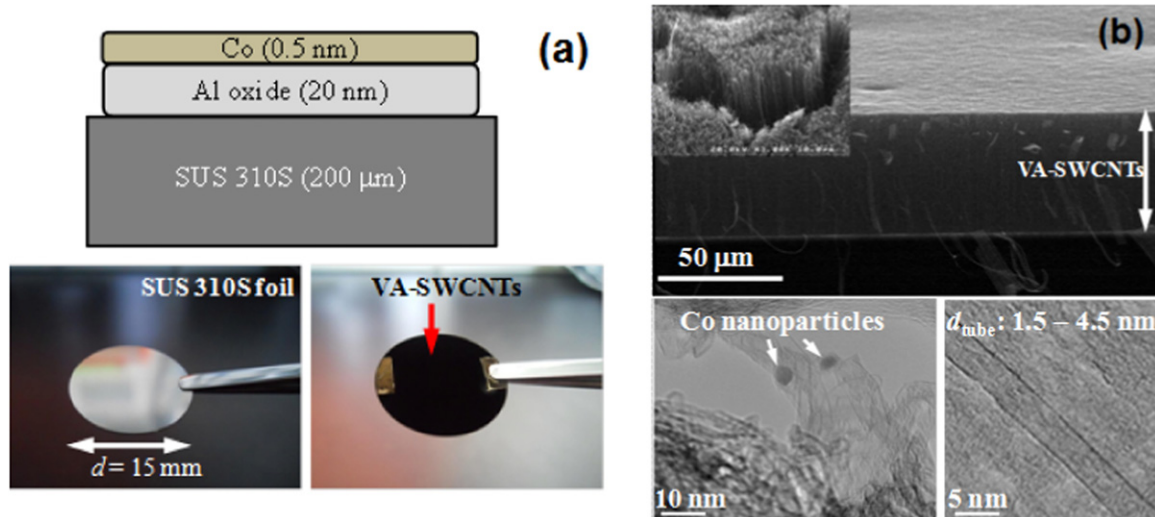 (a)
Co (0.5 nm)
Al oxide (20 nm)
SUS 310S (200 μm)
SUS 310S foil
d = 15 mm
VA-SWCNTs
(b)
VA-SWCNTs
50 μm
Co nanoparticles
10 nm
d tube: 1.5 – 4.5 nm
5 nm